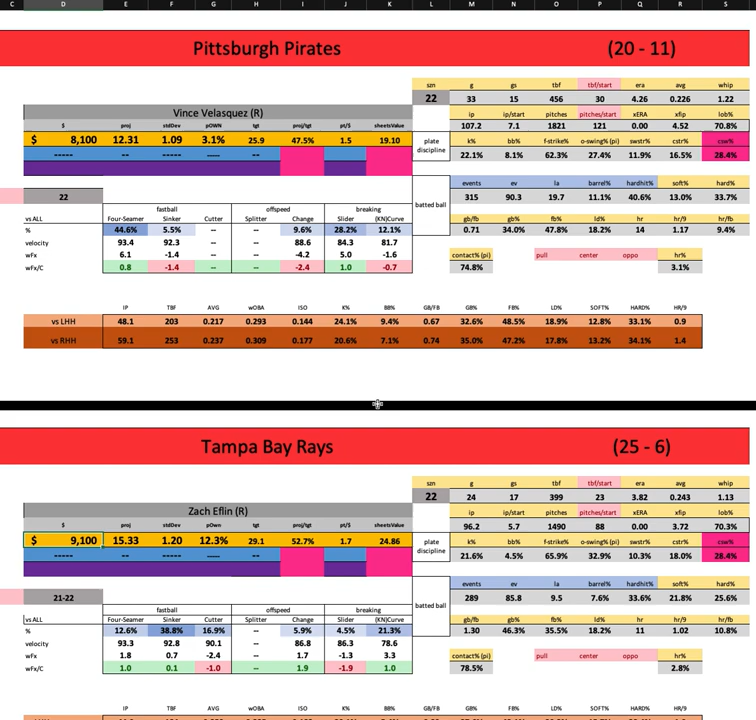 C D E F G H I J K L M N O P Q R S
Pittsburgh Pirates (20 - 11)
szn g gs tbf tbf/start era avg whip
22 33 15 456 30 4.26 0.226 1.22
Vince Velasquez (R) ip ip/start pitches pitches/start xERA xfip lob%
$ proj stdDev pOWN tgt proj/tgt pt/$ sheetsValue 107.2 7.1 1821 121 0.00 4.52 70.8%
$ 8,100 12.31 1.09 3.1% 25.9 47.5% 1.5 19.10 plate discipline k% bb% f-strike% o-swing% (pi) swstr% cstr% csw%
----- -- ----- — -- 22.1% 8.1% 62.3% 27.4% 11.9% 16.5% 28.4%
batted ball events ev la barrel% hardhit% soft% hard%
22 315 90.3 19.7 11.1% 40.6% 13.0% 33.7%
fastball offspeed breaking
vs ALL Four-Seamer Sinker Cutter Splitter Change Slider (KN)Curve gb/fb gb% fb% ld% hr hr/9 hr/fb
% 44.6% 5.5% -- -- 9.6% 28.2% 12.1% 0.71 34.0% 47.8% 18.2% 14 1.17 9.4%
velocity 93.4 92.3 -- -- 88.6 84.3 81.7
wFx 6.1 -1.4 -- -- -4.2 5.0 -1.6 contact% (pi) pull center oppo hr%
wFx/C 0.8 -1.4 -- -- -2.4 1.0 -0.7 74.8% 3.1%
IP TBF AVG wOBA ISO K% BB% GB/FB GB% FB% LD% SOFT% HARD% HR/9
vs LHH 48.1 203 0.217 0.293 0.144 24.1% 9.4% 0.67 32.6% 48.5% 18.9% 12.8% 33.1% 0.9
vs RHH 59.1 253 0.237 0.309 0.177 20.6% 7.1% 0.74 35.0% 47.2% 17.8% 13.2% 34.1% 1.4
Tampa Bay Rays (25 - 6)
szn g gs tbf tbf/start era avg whip
22 24 17 399 23 3.82 0.243 1.13
Zach Eflin (R) ip ip/start pitches pitches/start xERA xfip lob%
$ proj stdDev pOwn tgt proj/tgt pt/$ sheetsValue 96.2 5.7 1490 88 0.00 3.72 70.3%
$ 9,100 15.33 1.20 12.3% 29.1 52.7% 1.7 24.86 plate discipline k% bb% f-strike% o-swing% (pi) swstr% cstr% csw%
----- -- ----- — -- 21.6% 4.5% 65.9% 32.9% 10.3% 18.0% 28.4%
batted ball events ev la barrel% hardhit% soft% hard%
21-22 289 85.8 9.5 7.6% 33.6% 21.8% 25.6%
fastball offspeed breaking
vs ALL Four-Seamer Sinker Cutter Splitter Change Slider (KN)Curve gb/fb gb% fb% ld% hr hr/9 hr/fb
% 12.6% 38.8% 16.9% -- 5.9% 4.5% 21.3% 1.30 46.3% 35.5% 18.2% 11 1.02 10.8%
velocity 93.3 92.8 90.1 -- 86.8 86.3 78.6
wFx 1.8 0.7 -2.4 -- 1.7 -1.3 3.3 contact% (pi) pull center oppo hr%
wFx/C 1.0 0.1 -1.0 -- 1.9 -1.9 1.0 78.5% 2.8%
IP TBF AVG wOBA ISO K% BB% GB/FB GB% FB% LD% SOFT% HARD% HR/9